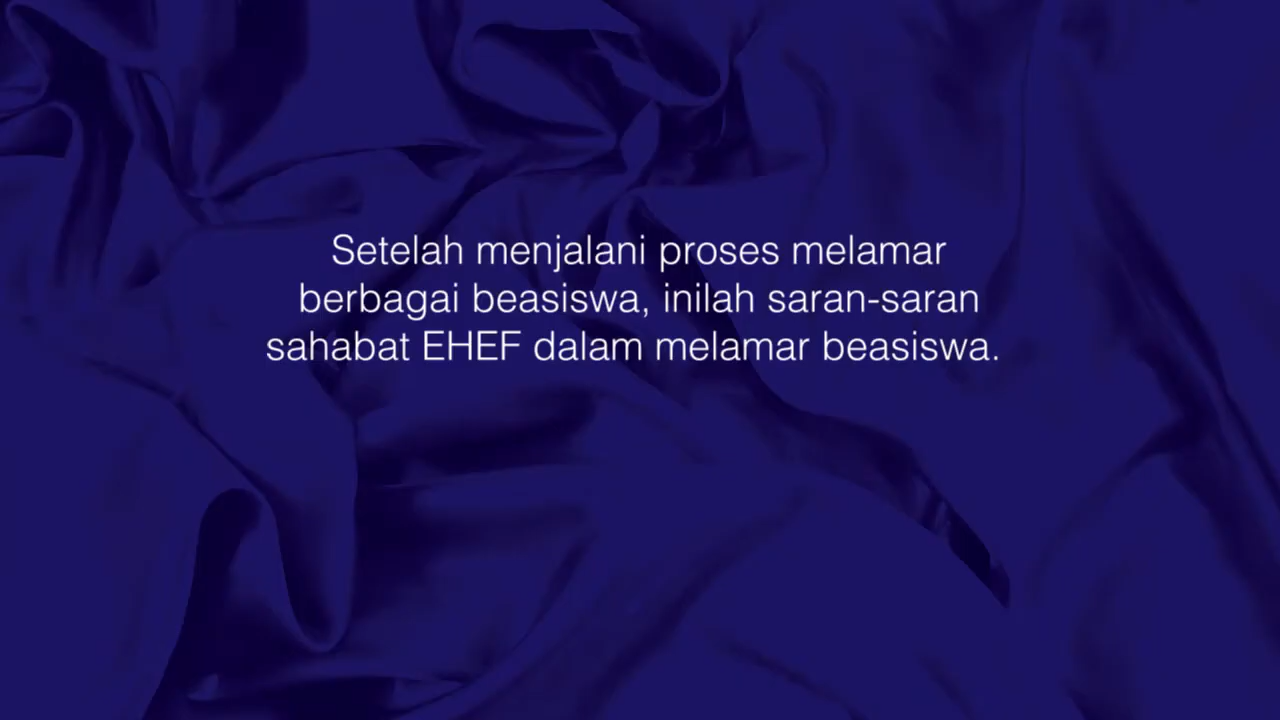 Setelah menjalani proses melamar
berbagai beasiswa, inilah saran-saran
sahabat EHEF dalam melamar beasiswa.